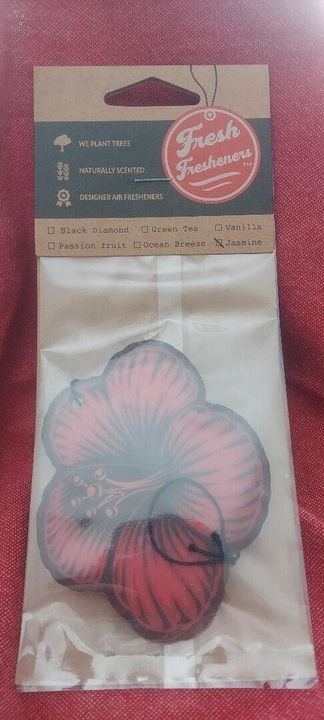 WE PLANT TREES
NATURALLY SCENTED
DESIGNER AIR FRESHENERS
Fresh
Fresheners
Black Diamond Green Tea Vanilla
Passion fruit Ocean Breeze Jasmine